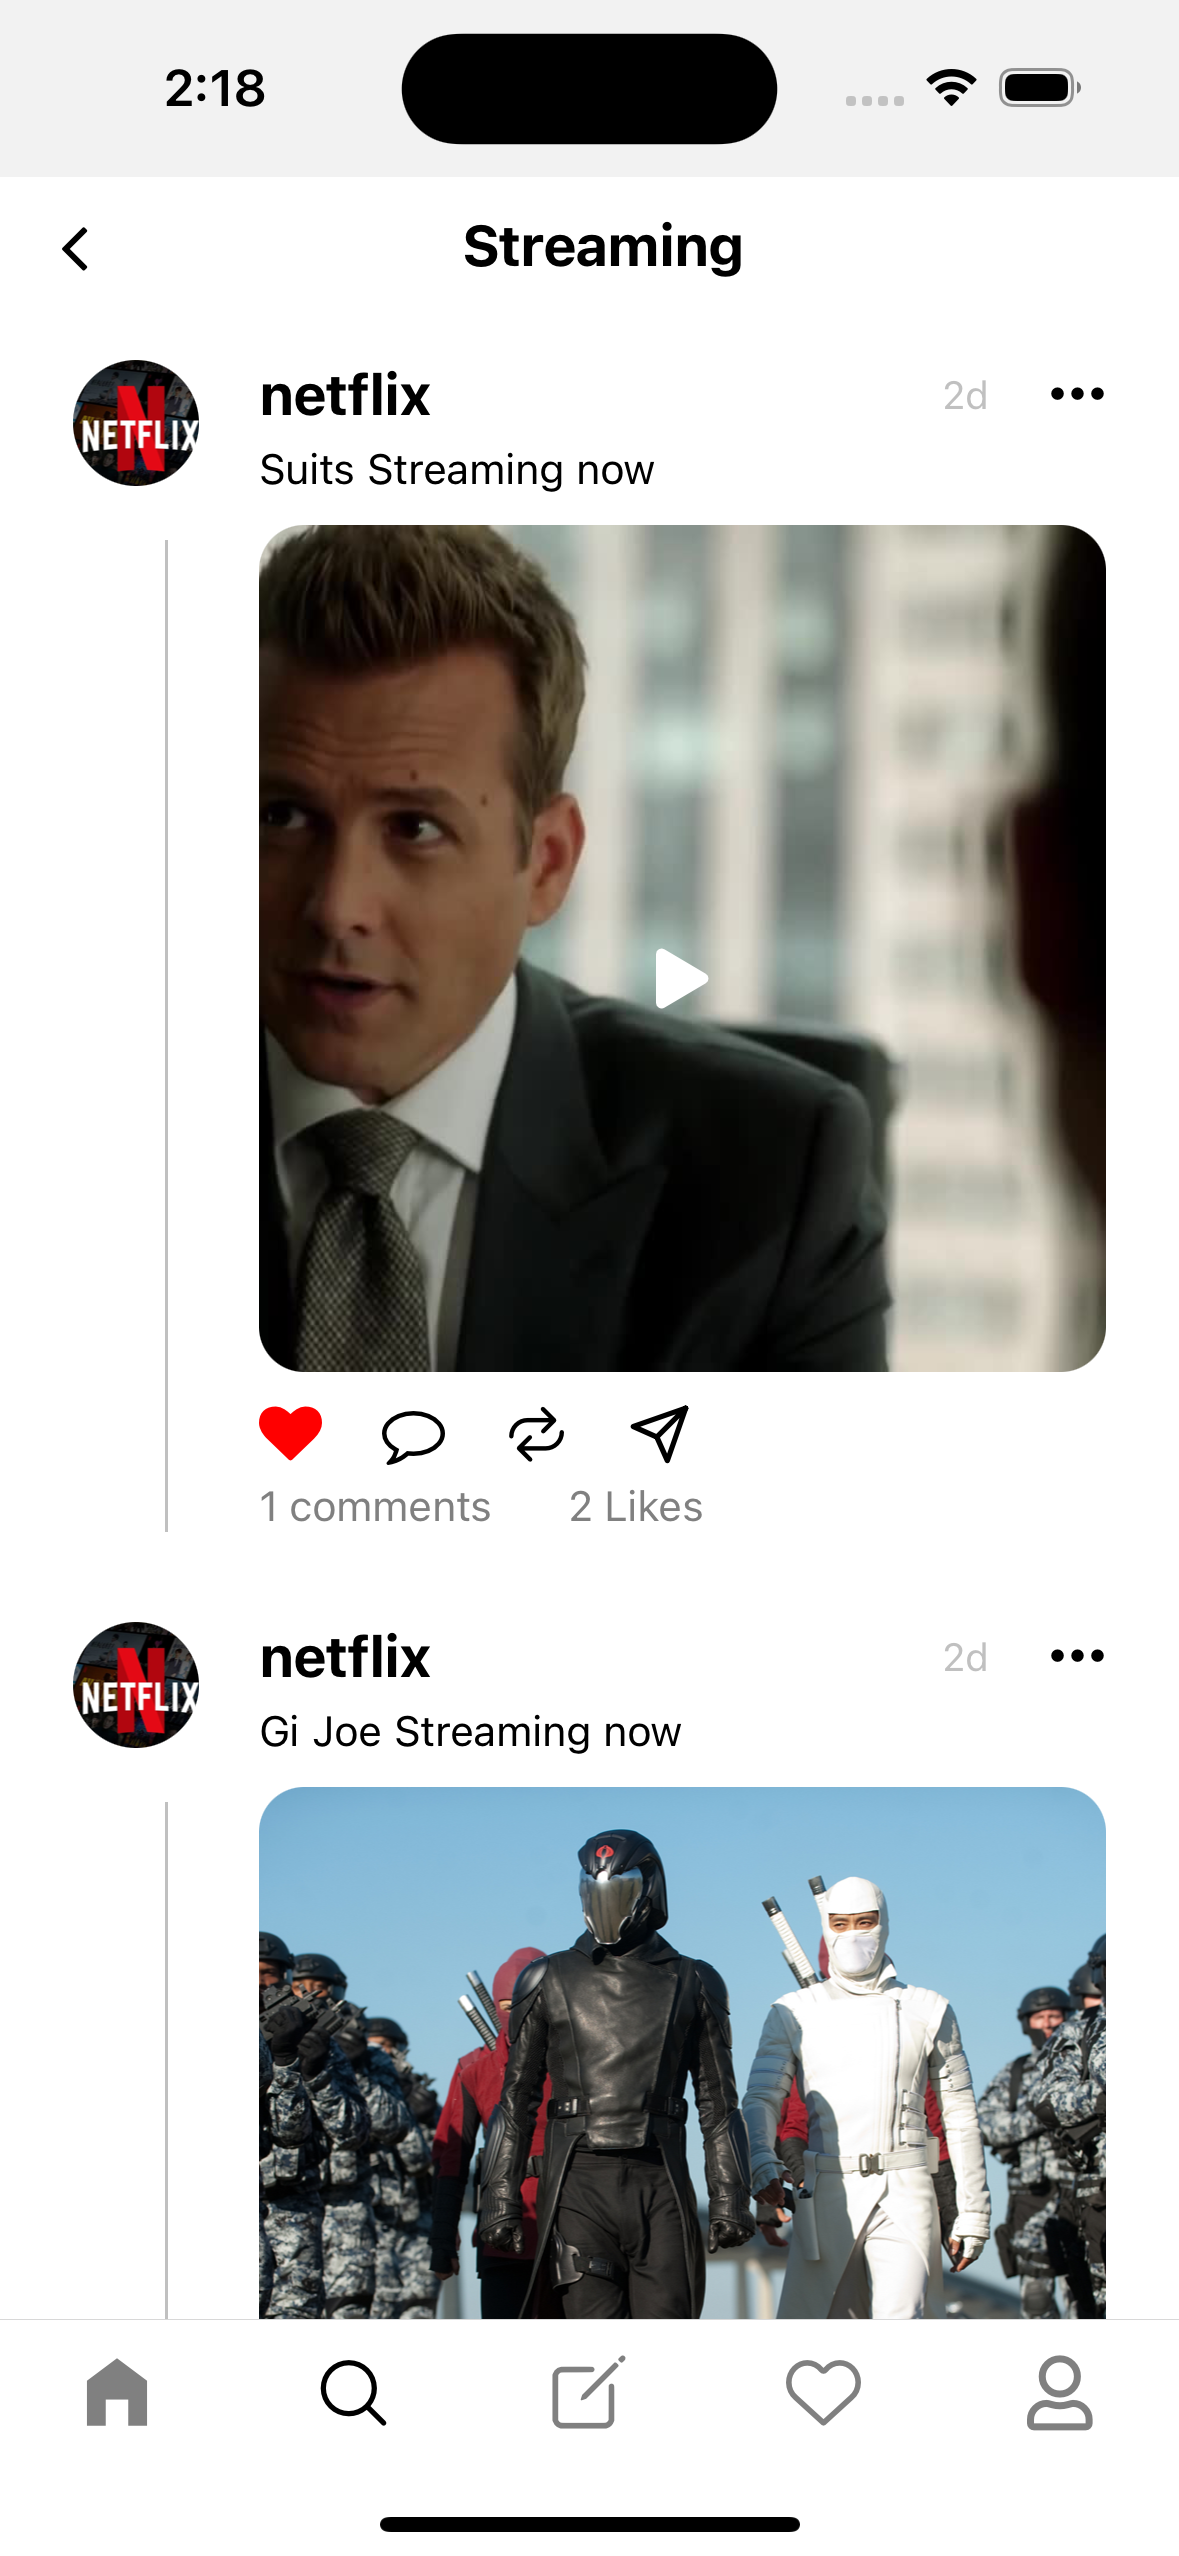 2:18
Streaming
NETFLIX
netflix
2d
Suits Streaming now
1 comments
2 Likes
NETFLIX
netflix
2d
Gi Joe Streaming now